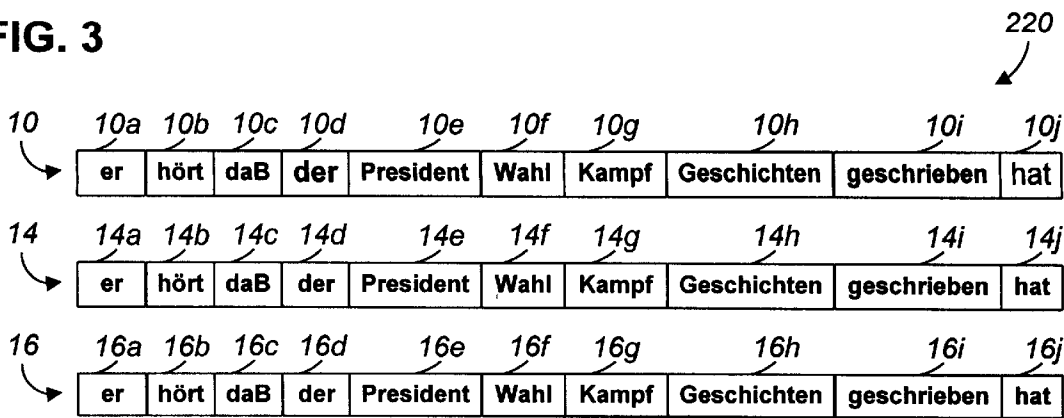 FIG. 3
220
10 10a 10b 10c 10d 10e 10f 10g 10h 10i 10j
er hört daB der President Wahl Kampf Geschichten geschrieben hat
14 14a 14b 14c 14d 14e 14f 14g 14h 14i 14j
er hört daB der President Wahl Kampf Geschichten geschrieben hat
16 16a 16b 16c 16d 16e 16f 16g 16h 16i 16j
er hört daB der President Wahl Kampf Geschichten geschrieben hat